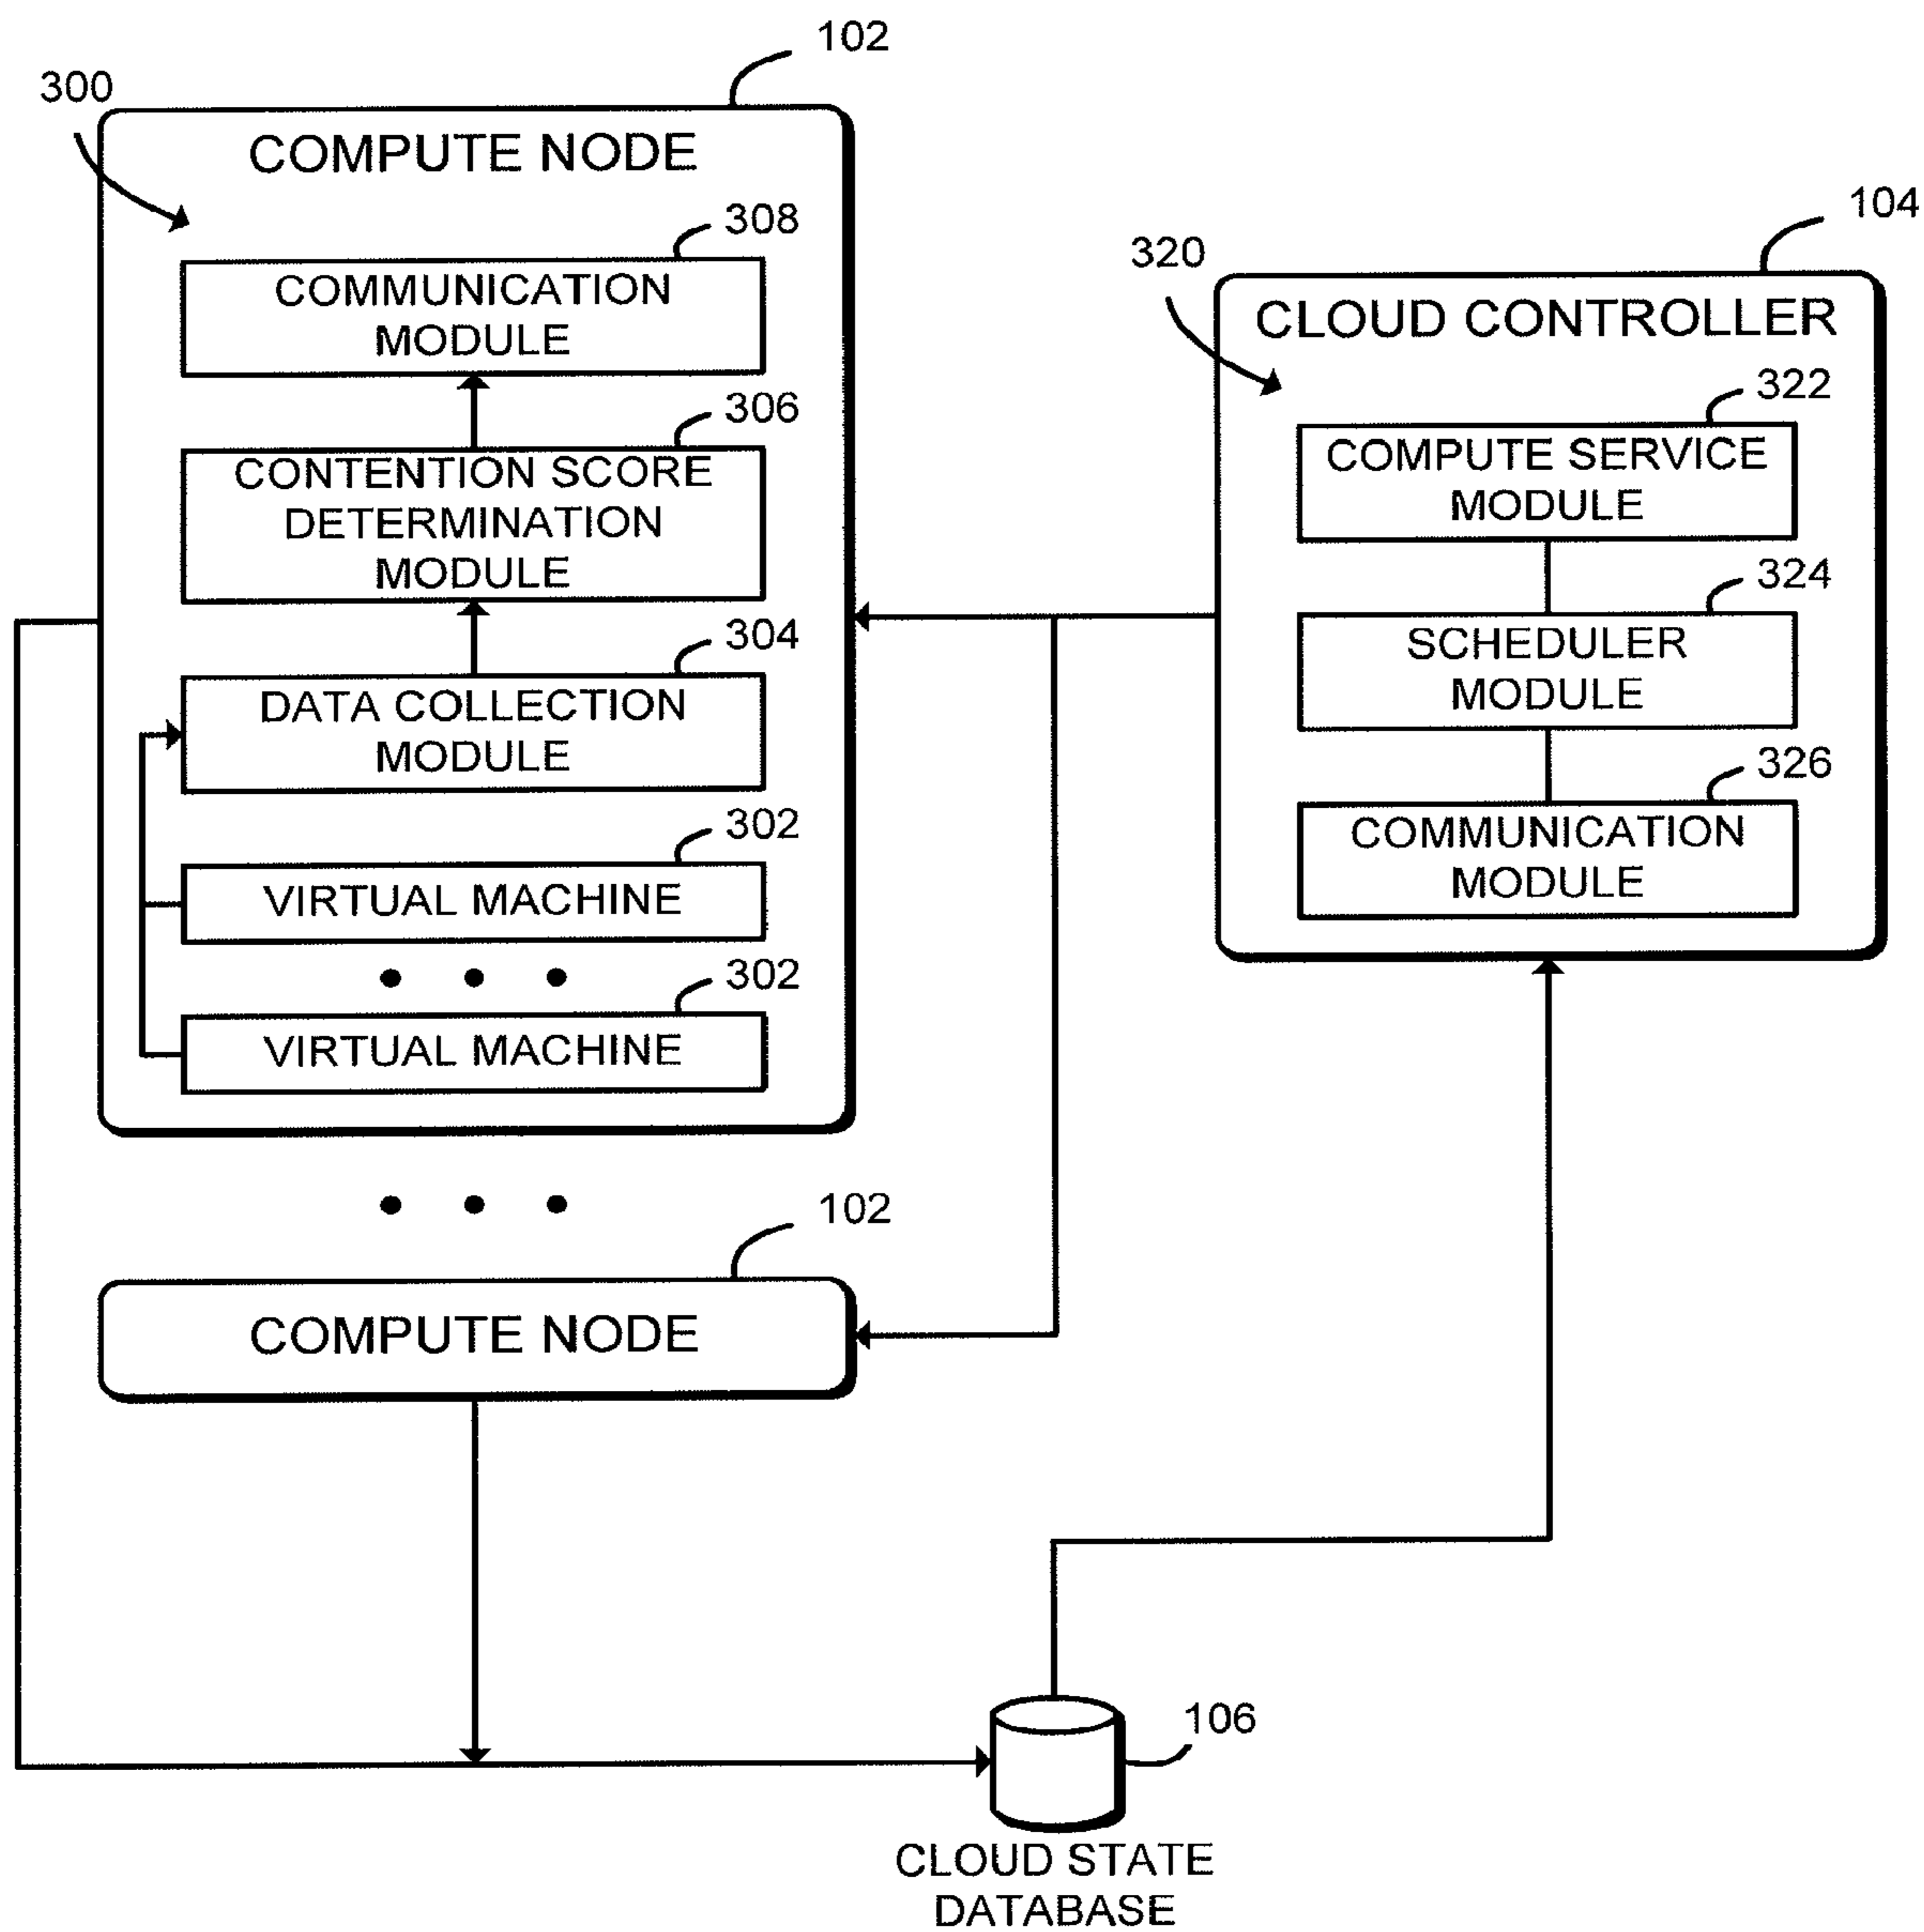 102
300
COMPUTE NODE
308
COMMUNICATION
MODULE
306
CONTENTION SCORE
DETERMINATION
MODULE
304
DATA COLLECTION
MODULE
302
VIRTUAL MACHINE
302
VIRTUAL MACHINE
102
COMPUTE NODE
104
320
CLOUD CONTROLLER
322
COMPUTE SERVICE
MODULE
324
SCHEDULER
MODULE
326
COMMUNICATION
MODULE
106
CLOUD STATE
DATABASE